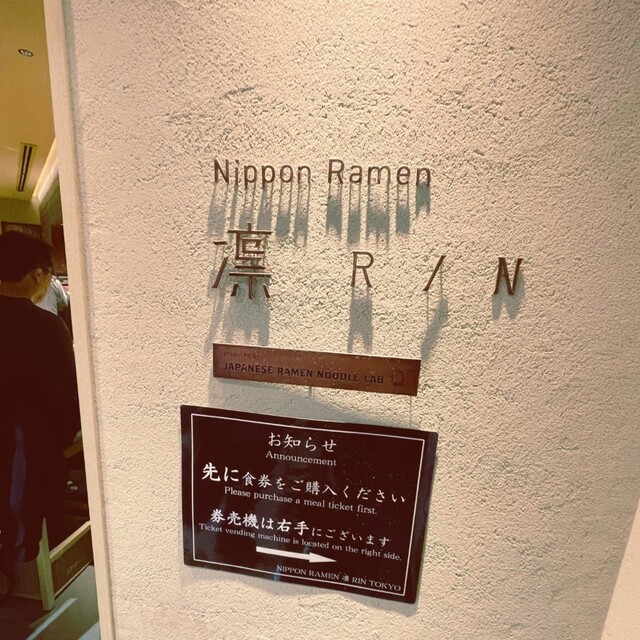 Nippon Ramen
凛 RIN
JAPANESE RAMEN NOODLE LAB
お知らせ
Announcement
先に食券をご購入ください
Please purchase a meal ticket first.
券売機は右手にございます
Ticket vending machine is located on the right side.
NIPPON RAMEN 凛 RIN TOKYO